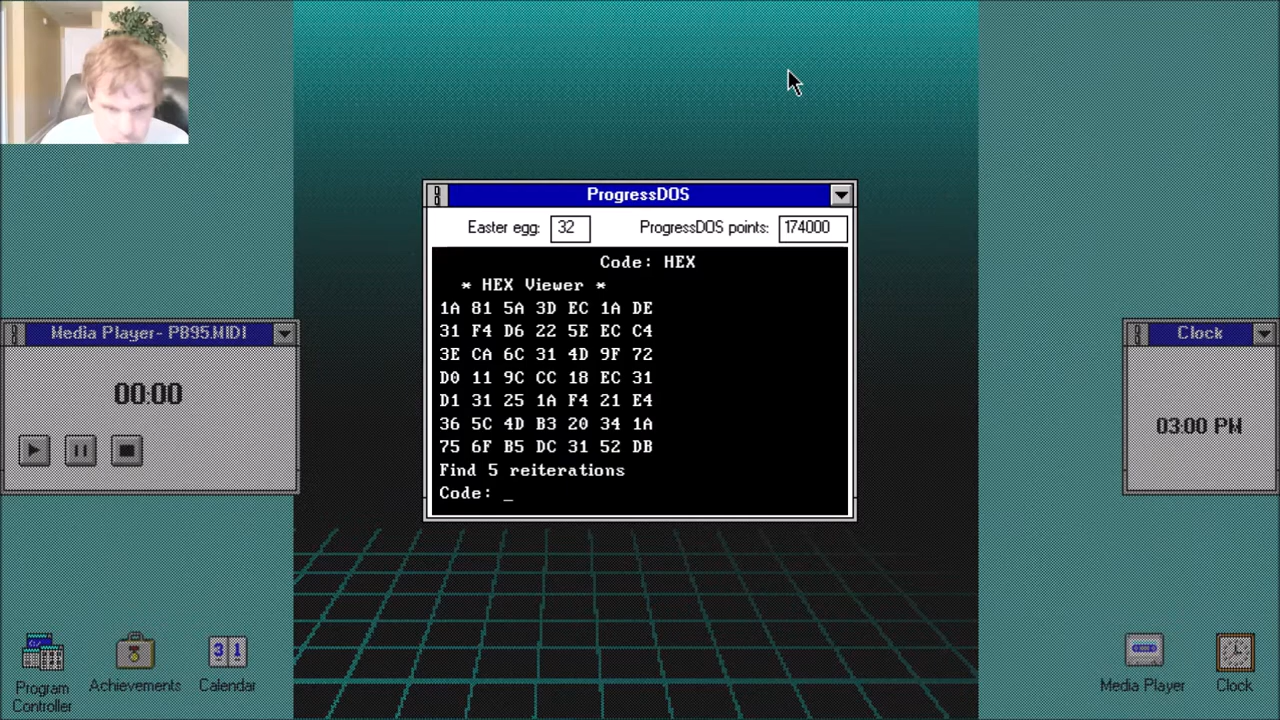 ProgressDOS
Easter egg: 32 ProgressDOS points: 174000
Code: HEX
* HEX Viewer *
1A 81 5A 3D EC 1A DE
31 F4 D6 22 5E EC C4
3E CA 6C 31 4D 9F 72
D0 11 9C CC 18 EC 31
D1 31 25 1A F4 21 E4
36 5C 4D B3 20 34 1A
75 6F B5 DC 31 52 DB
Find 5 reiterations
Code: _
Media Player- PB95.MIDI
00:00
Clock
03:00 PM
Program
Controller
Achievements
31
Calendar
Media Player
Clock